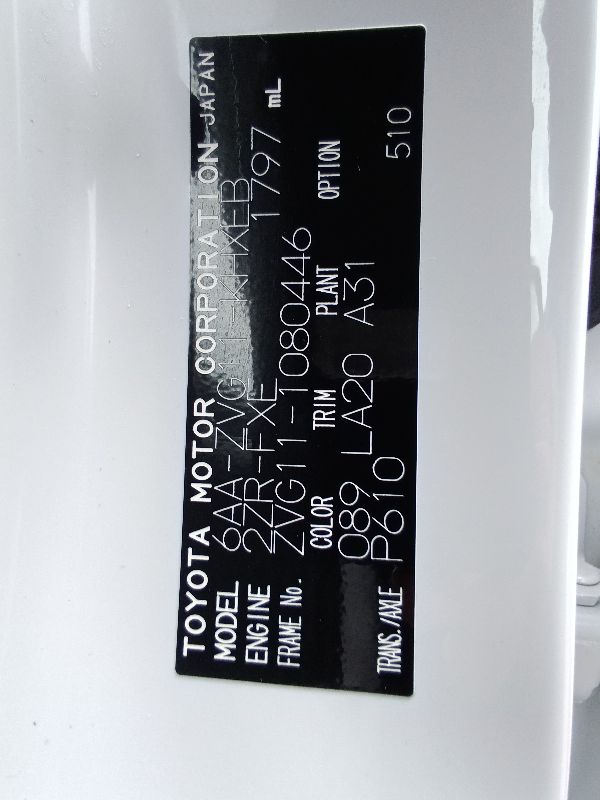 TOYOTA MOTOR CORPORATION JAPAN
MODEL 6AA-ZVG11-KHXEB
ENGINE 2ZR-FXE 1797 mL
FRAME No. ZVG11-1080446
COLOR TRIM PLANT OPTION
089 LA20 A31
TRANS./AXLE P610 510